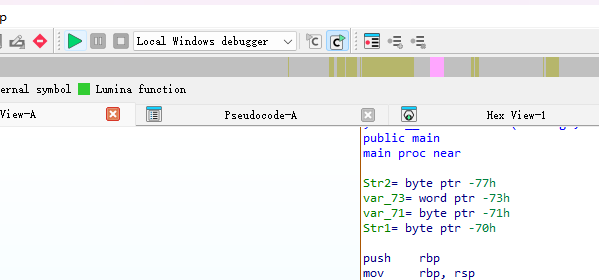 p
Local Windows debugger
ernal symbol Lumina function
View-A Pseudocode-A Hex View-1
public main
main proc near
Str2= byte ptr -77h
var_73= word ptr -73h
var_71= byte ptr -71h
Str1= byte ptr -70h
push rbp
mov rbp, rsp